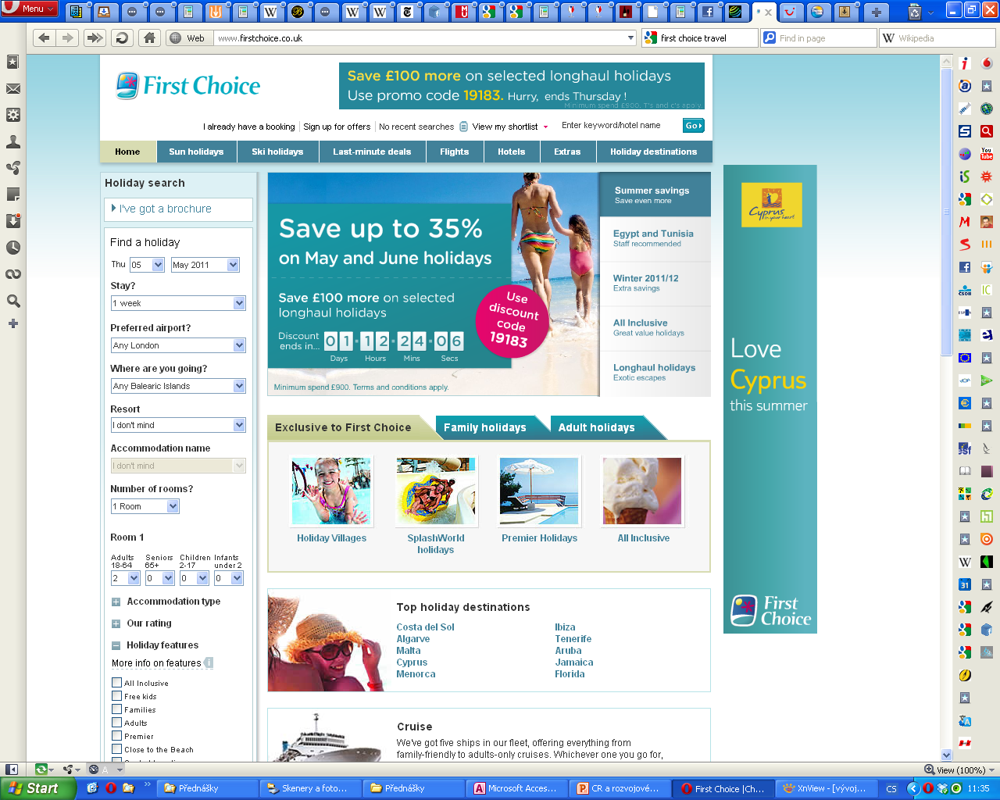 Menu
Web
www.firstchoice.co.uk
first choice travel
Find in page
Wikipedia
First Choice
Save £100 more on selected longhaul holidays
Use promo code 19183. Hurry, ends Thursday !
Minimum spend £900. T's and c's apply
I already have a booking
Sign up for offers
No recent searches
View my shortlist
Enter keyword/hotel name
Go
Home
Sun holidays
Ski holidays
Last-minute deals
Flights
Hotels
Extras
Holiday destinations
Holiday search
I've got a brochure
Find a holiday
Thu 05 May 2011
Stay?
1 week
Preferred airport?
Any London
Where are you going?
Any Balearic Islands
Resort
I don't mind
Accommodation name
I don't mind
Number of rooms?
1 Room
Room 1
Adults 18-64
Seniors 65+
Children 2-17
Infants under 2
2 0 0 0
Accommodation type
Our rating
Holiday features
More info on features
All Inclusive
Free kids
Families
Adults
Premier
Close to the Beach
Save up to 35%
on May and June holidays
Save £100 more on selected
longhaul holidays
Discount
ends in... 01 12 24 06
Days Hours Mins Secs
Use
discount
code
19183
Minimum spend £900. Terms and conditions apply.
Summer savings
Save even more
Egypt and Tunisia
Staff recommended
Winter 2011/12
Extra savings
All Inclusive
Great value holidays
Longhaul holidays
Exotic escapes
Exclusive to First Choice
Family holidays
Adult holidays
Holiday Villages
SplashWorld
holidays
Premier Holidays
All Inclusive
Top holiday destinations
Costa del Sol
Algarve
Malta
Cyprus
Menorca
Ibiza
Tenerife
Aruba
Jamaica
Florida
Cruise
We've got five ships in our fleet, offering everything from
family-friendly to adults-only cruises. Whichever one you go for,
Cyprus
in your heart
Love
Cyprus
this summer
First
Choice
View (100%)
Start
Přednášky
Skenery a foto...
Přednášky
Microsoft Acces...
CR a rozvojové...
First Choice |Ch...
XnView - [vývoj...
CS
11:35